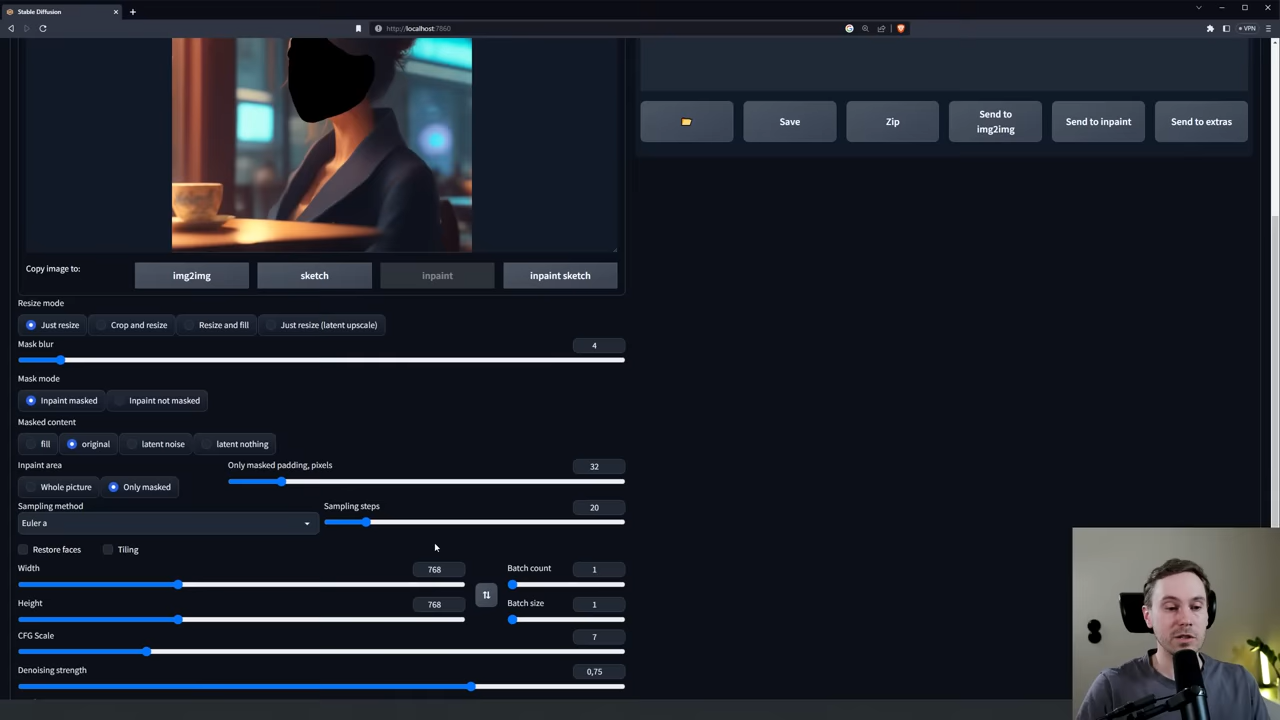 Stable Diffusion
http://localhost:7860
VPN
Save
Zip
Send to
img2img
Send to inpaint
Send to extras
Copy image to:
img2img
sketch
inpaint
inpaint sketch
Resize mode
Just resize
Crop and resize
Resize and fill
Just resize (latent upscale)
Mask blur
4
Mask mode
Inpaint masked
Inpaint not masked
Masked content
fill
original
latent noise
latent nothing
Inpaint area
Only masked padding, pixels
32
Whole picture
Only masked
Sampling method
Sampling steps
20
Euler a
Restore faces
Tiling
Width
768
Batch count
1
Height
768
Batch size
1
CFG Scale
7
Denoising strength
0,75